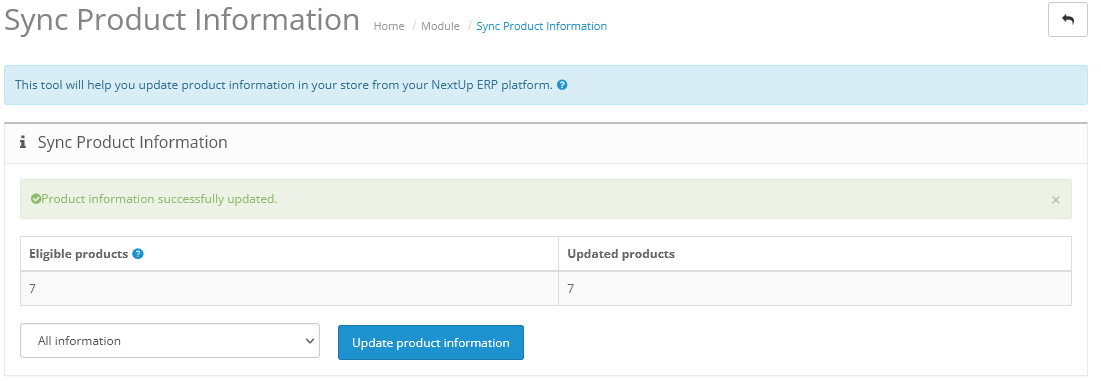 Sync Product Information Home / Module / Sync Product Information
This tool will help you update product information in your store from your NextUp ERP platform. ?
i Sync Product Information
Product information successfully updated. ×
Eligible products ? Updated products
7 7
All information Update product information